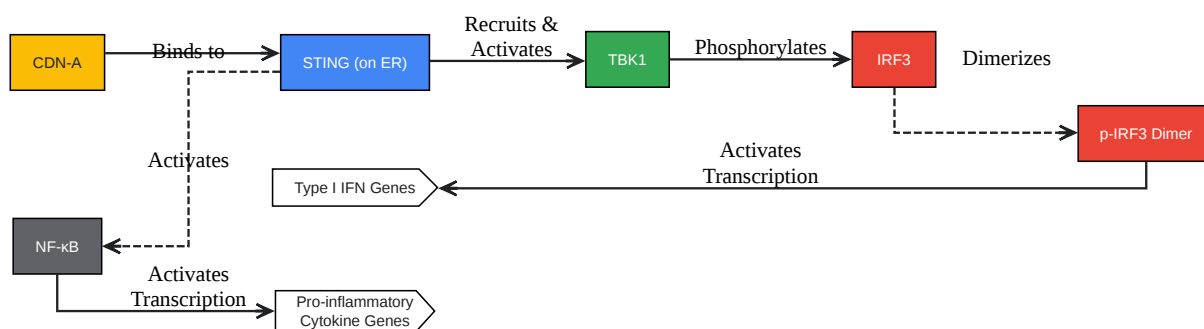 Recruits &
Activates
Phosphorylates
Dimerizes
CDN-A
Binds to
STING (on ER)
TBK1
IRF3
p-IRF3 Dimer
Activates
Activates
Transcription
Type I IFN Genes
NF-κB
Activates
Transcription
Pro-inflammatory
Cytokine Genes